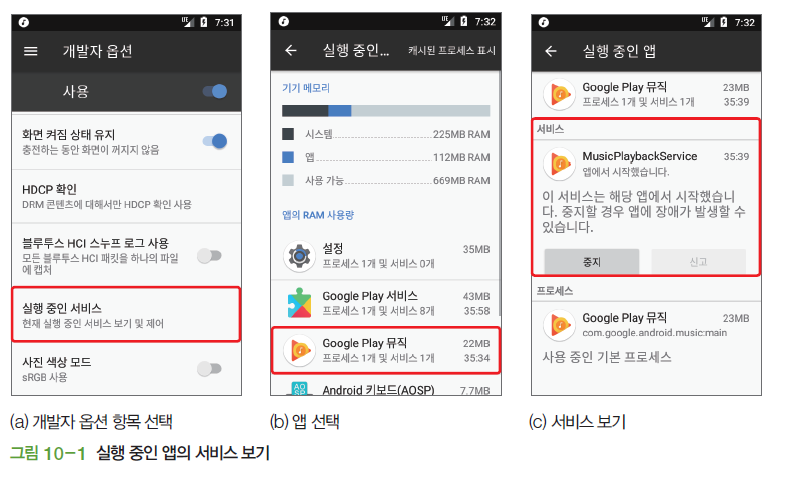 7:31
개발자 옵션
사용
화면 켜짐 상태 유지
충전하는 동안 화면이 꺼지지 않음
HDCP 확인
DRM 콘텐츠에 대해서만 HDCP 확인 사용
블루투스 HCI 스누프 로그 사용
모든 블루투스 HCI 패킷을 하나의 파일
에 캡처
실행 중인 서비스
현재 실행 중인 서비스 보기 및 제어
사진 색상 모드
sRGB 사용
(a) 개발자 옵션 항목 선택
7:32
실행 중인... 캐시된 프로세스 표시
기기 메모리
시스템 225MB RAM
앱 112MB RAM
사용 가능 669MB RAM
앱의 RAM 사용량
설정 35MB
프로세스 1개 및 서비스 0개
Google Play 서비스 43MB
프로세스 1개 및 서비스 8개 35:58
Google Play 뮤직 22MB
프로세스 1개 및 서비스 1개 35:34
Android 키보드(AOSP) 7.7MB
(b) 앱 선택
7:32
실행 중인 앱
Google Play 뮤직 23MB
프로세스 1개 및 서비스 1개 35:39
서비스
MusicPlaybackService 35:39
앱에서 시작했습니다.
이 서비스는 해당 앱에서 시작했습니
다. 중지할 경우 앱에 장애가 발생할 수
있습니다.
중지 신고
프로세스
Google Play 뮤직 23MB
com.google.android.music:main
사용 중인 기본 프로세스
(c) 서비스 보기
그림 10-1 실행 중인 앱의 서비스 보기